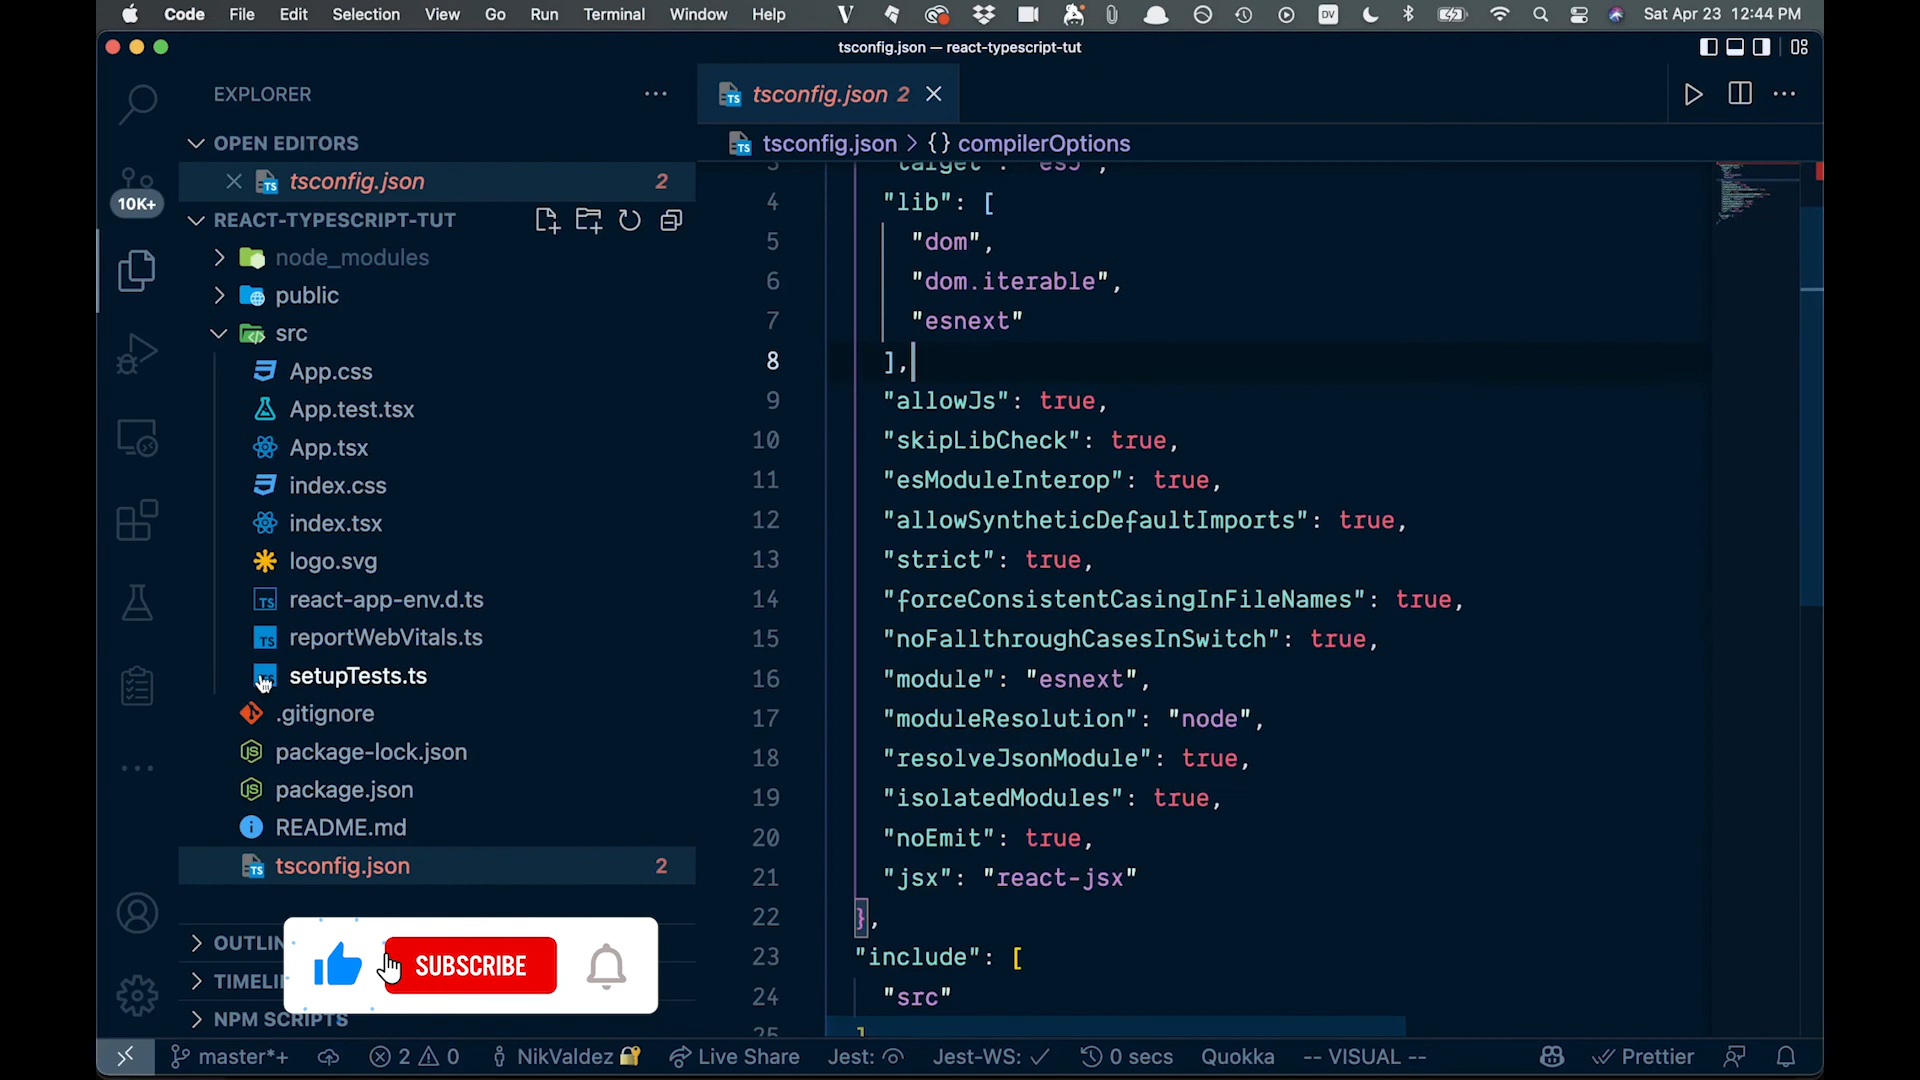 Code File Edit Selection View Go Run Terminal Window Help DV Sat Apr 23 12:44 PM
tsconfig.json — react-typescript-tut
EXPLORER
tsconfig.json 2
OPEN EDITORS
tsconfig.json > {} compilerOptions
tsconfig.json 2
10K+
REACT-TYPESCRIPT-TUT
node_modules
public
src
App.css
App.test.tsx
App.tsx
index.css
index.tsx
logo.svg
react-app-env.d.ts
reportWebVitals.ts
setupTests.ts
.gitignore
package-lock.json
package.json
README.md
tsconfig.json 2
OUTLIN
TIMELI
NPM SCRIPTS
SUBSCRIBE
3 "target": "es5",
4 "lib": [
5 "dom",
6 "dom.iterable",
7 "esnext"
8 ],
9 "allowJs": true,
10 "skipLibCheck": true,
11 "esModuleInterop": true,
12 "allowSyntheticDefaultImports": true,
13 "strict": true,
14 "forceConsistentCasingInFileNames": true,
15 "noFallthroughCasesInSwitch": true,
16 "module": "esnext",
17 "moduleResolution": "node",
18 "resolveJsonModule": true,
19 "isolatedModules": true,
20 "noEmit": true,
21 "jsx": "react-jsx"
22 },
23 "include": [
24 "src"
25 ]
master*+ 2 0 NikValdez Live Share Jest: Jest-WS: 0 secs Quokka -- VISUAL -- Prettier